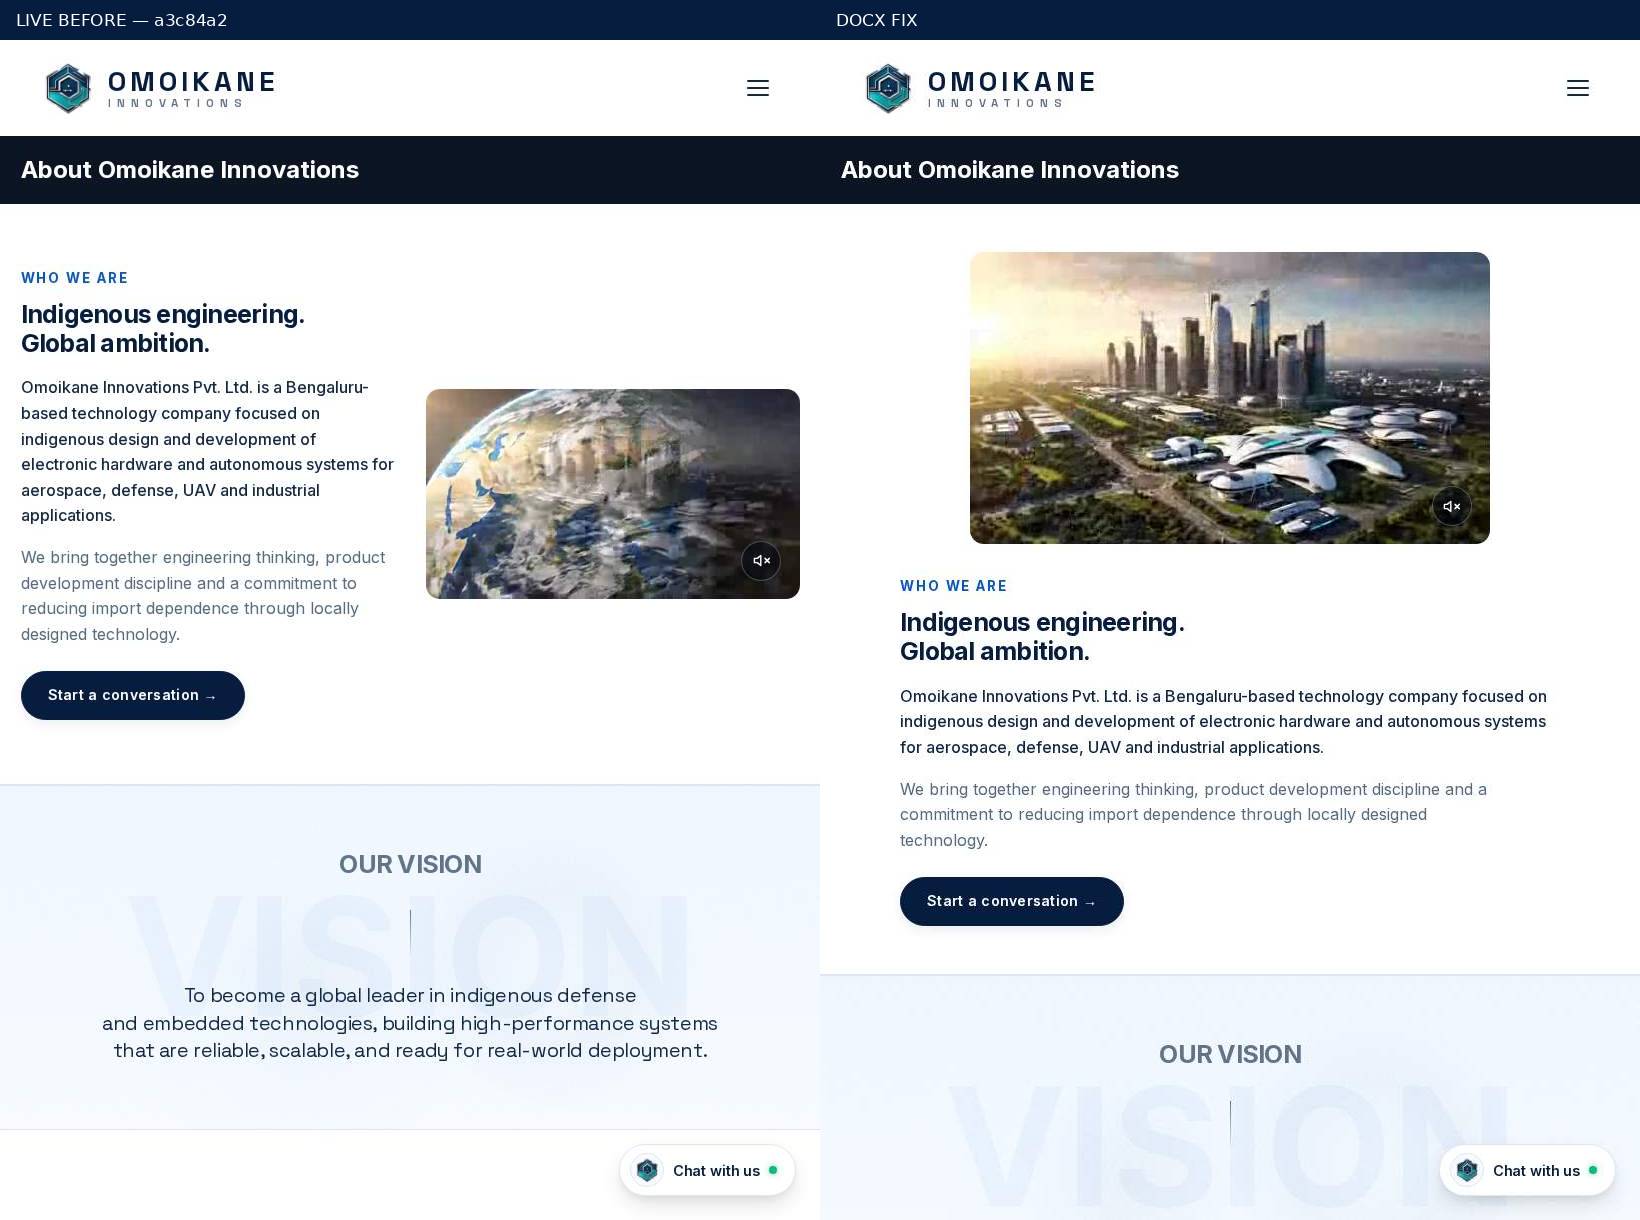 LIVE BEFORE — a3c84a2
OMOIKANE
INNOVATIONS
About Omoikane Innovations
WHO WE ARE
Indigenous engineering.
Global ambition.
Omoikane Innovations Pvt. Ltd. is a Bengaluru-
based technology company focused on
indigenous design and development of
electronic hardware and autonomous systems for
aerospace, defense, UAV and industrial
applications.
We bring together engineering thinking, product
development discipline and a commitment to
reducing import dependence through locally
designed technology.
Start a conversation →
OUR VISION
VISION
To become a global leader in indigenous defense
and embedded technologies, building high-performance systems
that are reliable, scalable, and ready for real-world deployment.
Chat with us
DOCX FIX
OMOIKANE
INNOVATIONS
About Omoikane Innovations
WHO WE ARE
Indigenous engineering.
Global ambition.
Omoikane Innovations Pvt. Ltd. is a Bengaluru-based technology company focused on
indigenous design and development of electronic hardware and autonomous systems
for aerospace, defense, UAV and industrial applications.
We bring together engineering thinking, product development discipline and a
commitment to reducing import dependence through locally designed
technology.
Start a conversation →
OUR VISION
VISION
Chat with us